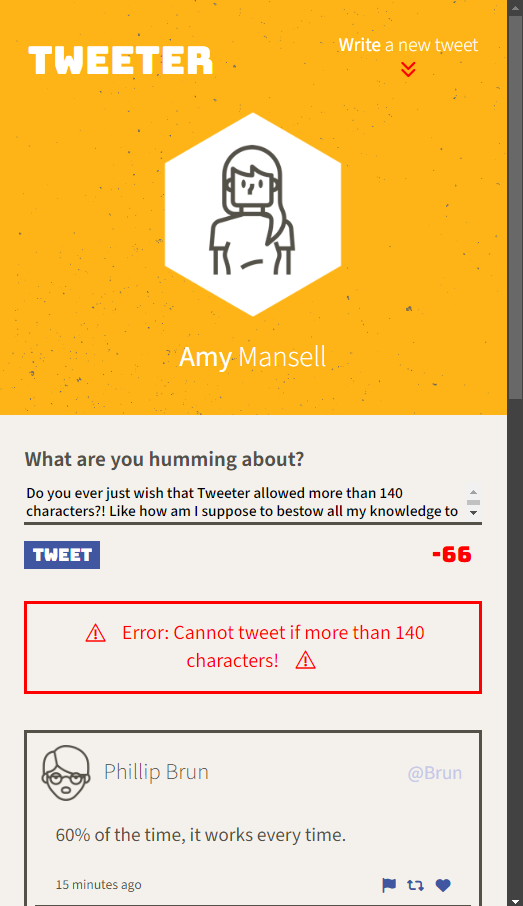 TWEETER
Write a new tweet
Amy Mansell
What are you humming about?
Do you ever just wish that Tweeter allowed more than 140
characters?! Like how am I suppose to bestow all my knowledge to
TWEET
-66
Error: Cannot tweet if more than 140
characters!
Phillip Brun
@Brun
60% of the time, it works every time.
15 minutes ago